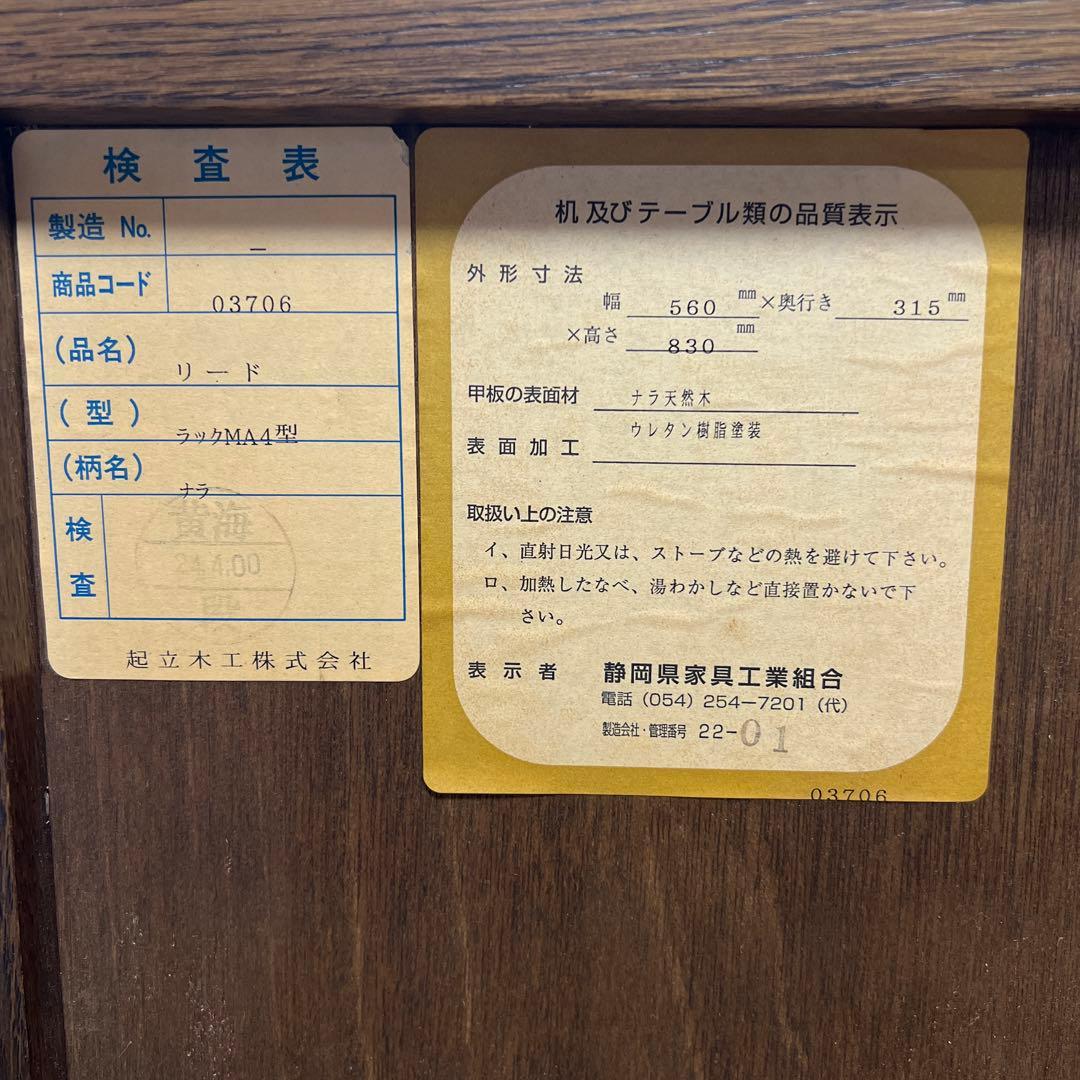 検査表
製造 No. －
商品コード 03706
（品名） リード
（型） ラックMA4型
（柄名） ナラ
検査
黄海
起立木工株式会社
机及びテーブル類の品質表示
外形寸法
幅 560 mm×奥行き 315 mm
×高さ 830 mm
甲板の表面材 ナラ天然木
表面加工 ウレタン樹脂塗装
取扱い上の注意
イ、直射日光又は、ストーブなどの熱を避けて下さい。
ロ、加熱したなべ、湯わかしなど直接置かないで下
さい。
表示者 静岡県家具工業組合
電話（054）254－7201（代）
製造会社・管理番号 22-01
03706